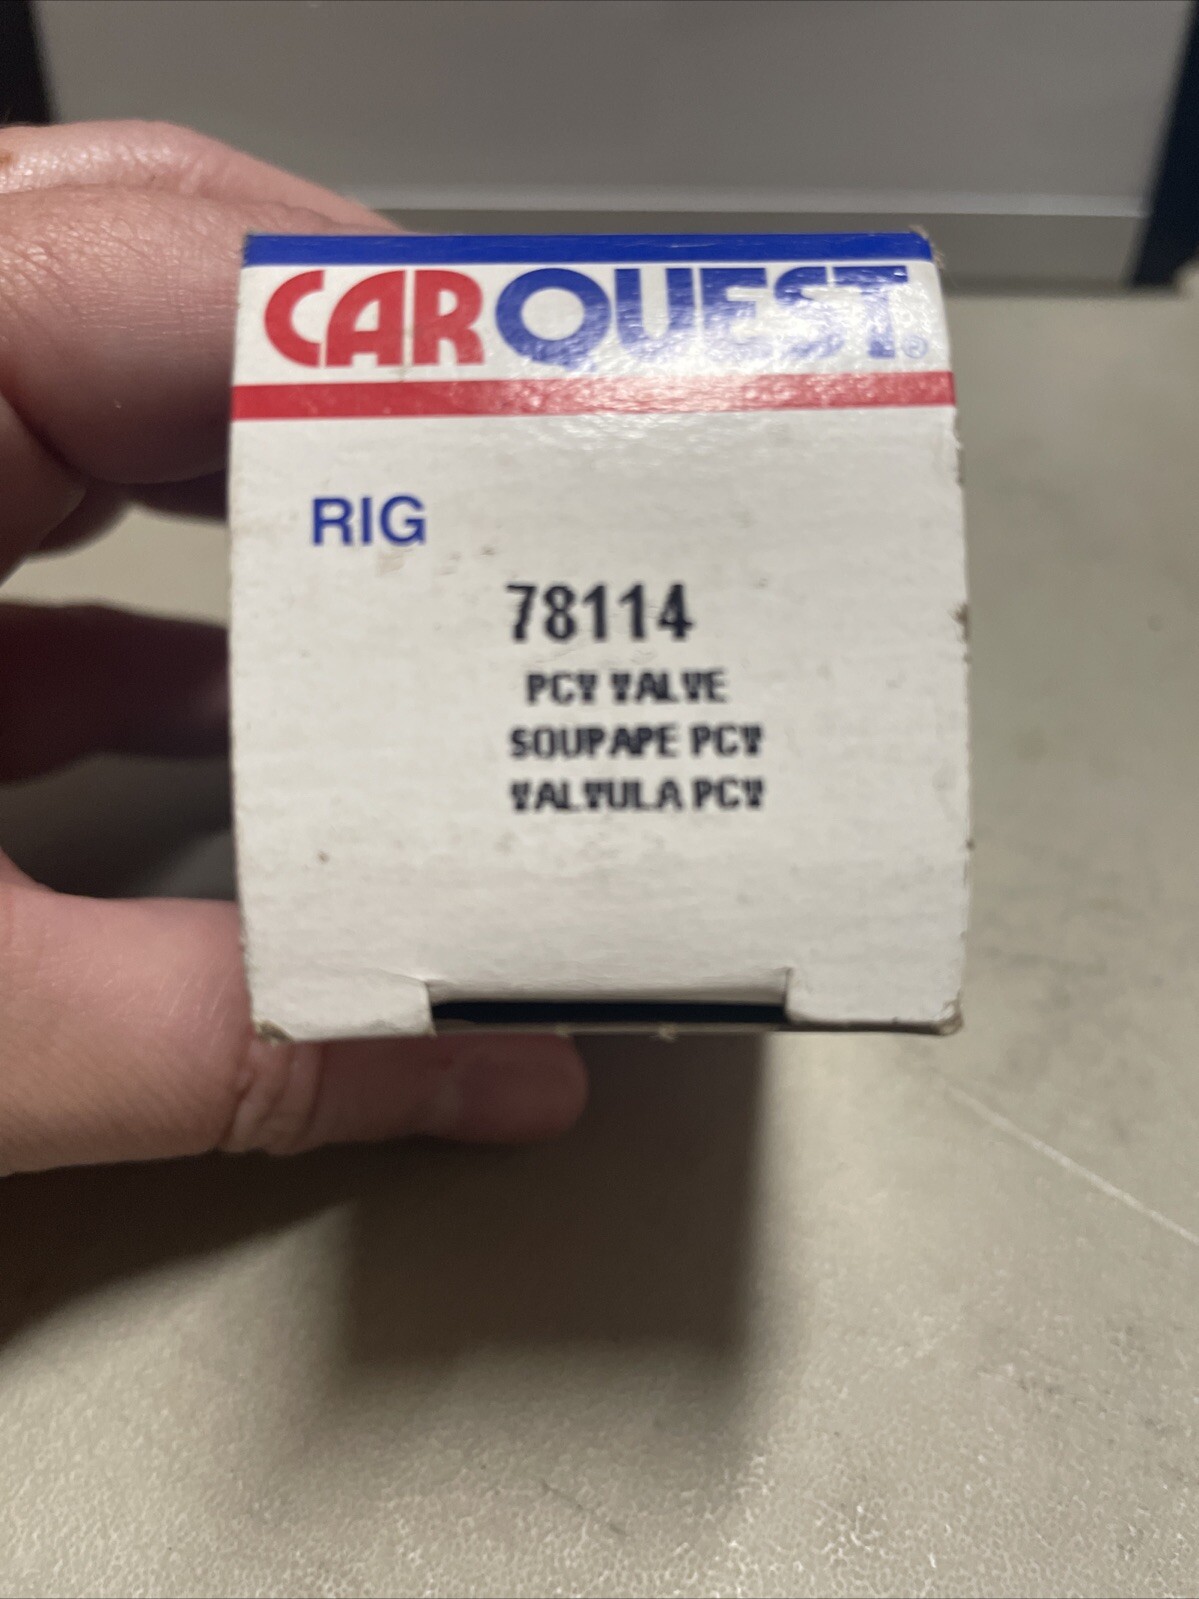 CARQUEST®
RIG
78114
PCV VALVE
SOUPAPE PCV
VALVULA PCV